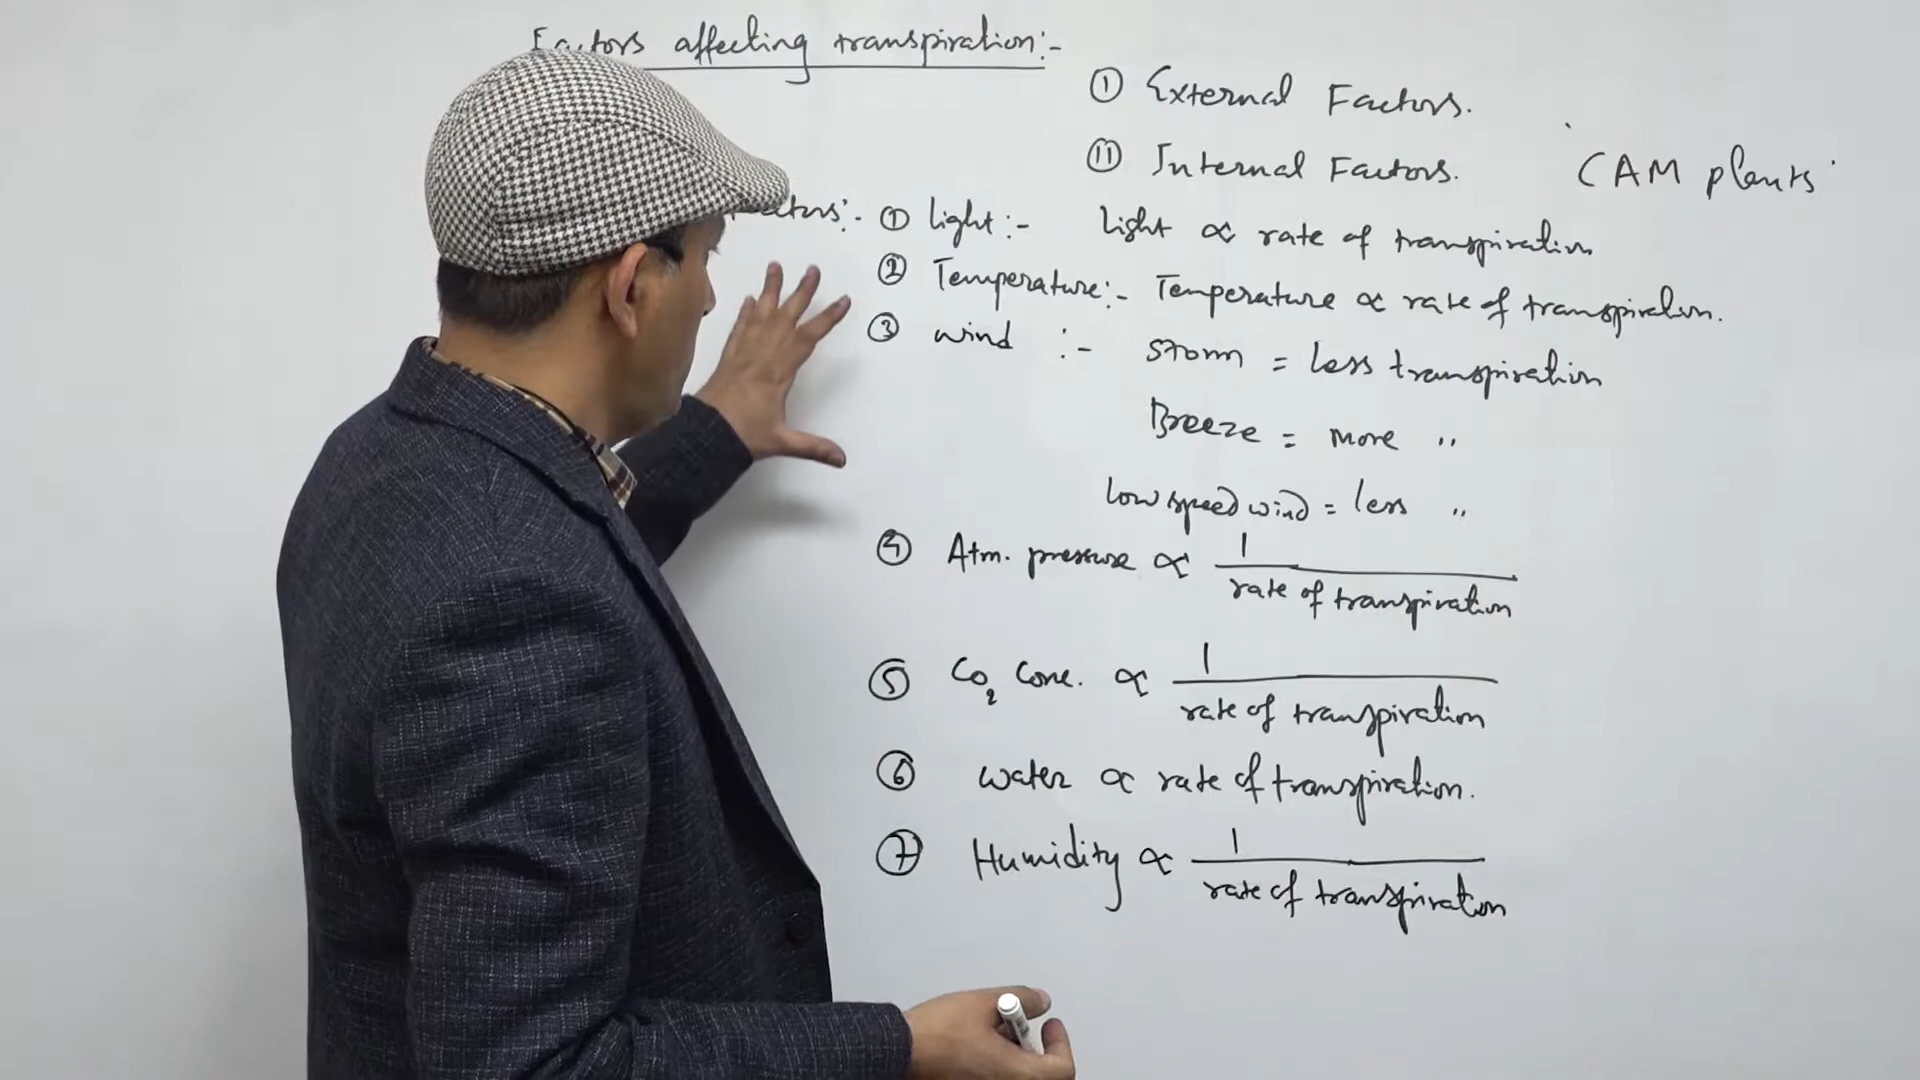 Factors affecting transpiration:-
① External Factors.
⑪ Internal Factors.
CAM plants
① light:- light ∝ rate of transpiration
② Temperature:- Temperature ∝ rate of transpiration.
③ wind :- Storm = less transpiration
Breeze = more "
low speed wind = less "
④ Atm. pressure ∝ 1
rate of transpiration
⑤ CO₂ Conc. ∝ 1
rate of transpiration
⑥ water ∝ rate of transpiration.
⑦ Humidity ∝ 1
rate of transpiration